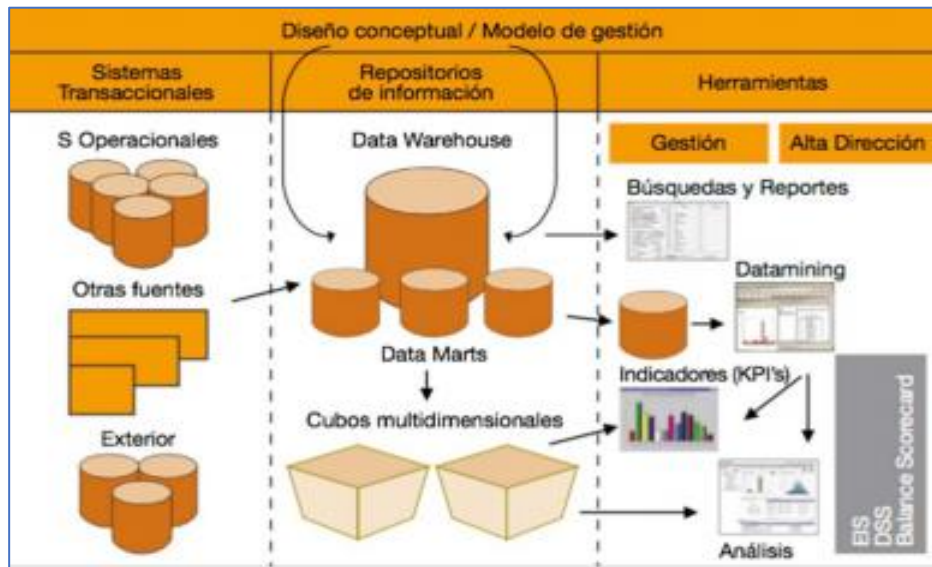 Diseño conceptual / Modelo de gestión
Sistemas
Transaccionales
Repositorios
de información
Herramientas
S Operacionales
Otras fuentes
Exterior
Data Warehouse
Data Marts
Cubos multidimensionales
Gestión
Alta Dirección
Búsquedas y Reportes
Datamining
Indicadores (KPI's)
Análisis
EIS
DSS
Balance Scorecard